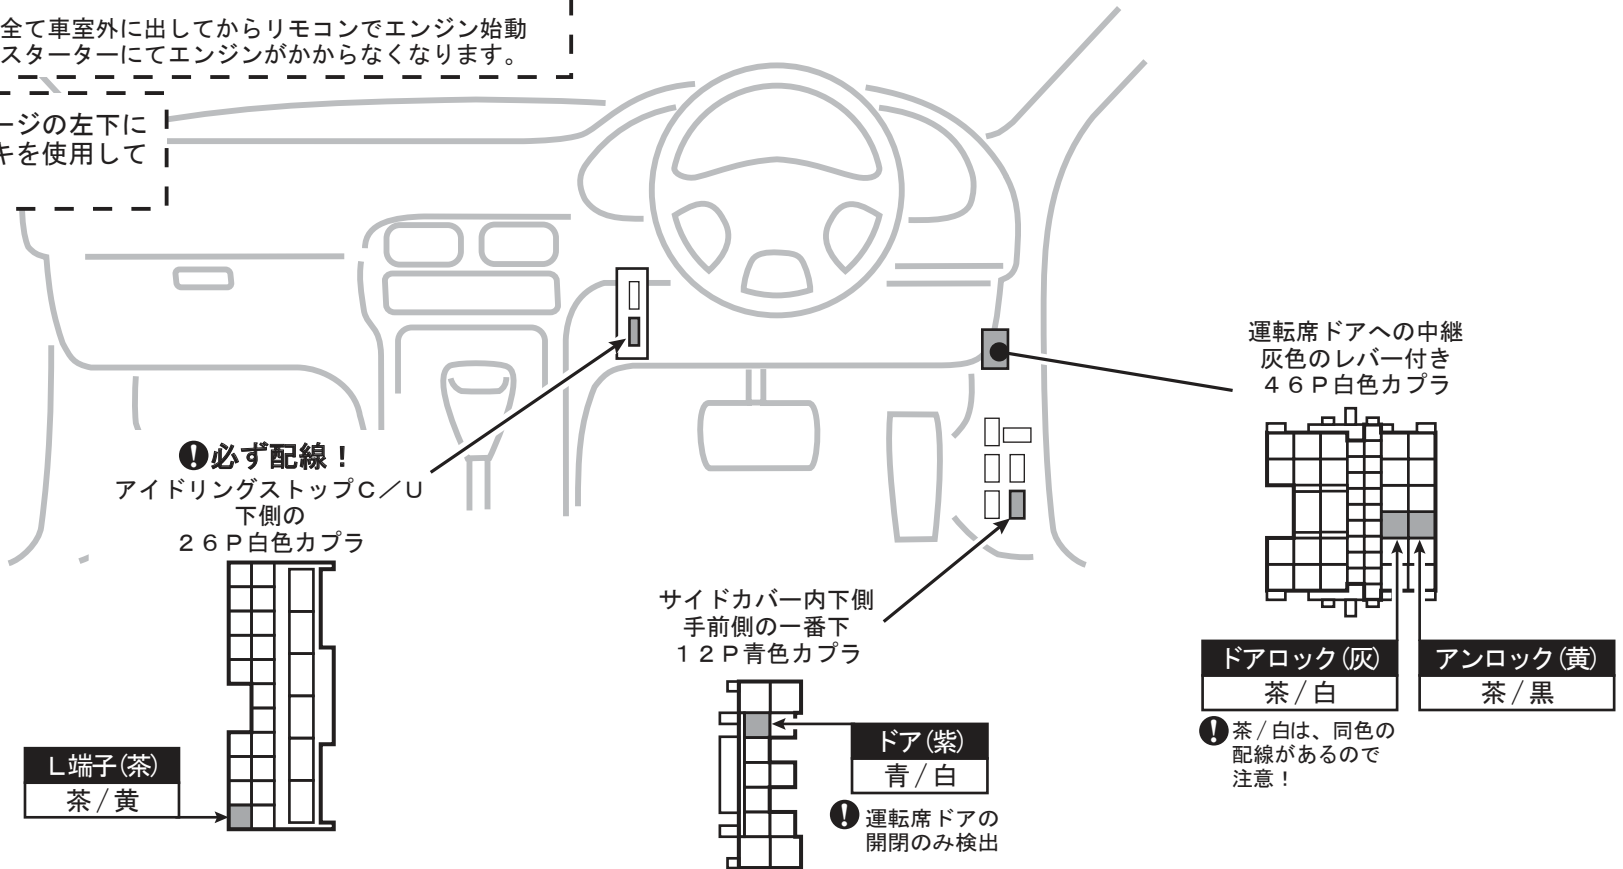 全て車室外に出してからリモコンでエンジン始動
スターターにてエンジンがかからなくなります。
ージの左下に
キを使用して
運転席ドアへの中継
灰色のレバー付き
４６Ｐ白色カプラ
❗必ず配線！
アイドリングストップＣ／Ｕ
下側の
２６Ｐ白色カプラ
サイドカバー内下側
手前側の一番下
１２Ｐ青色カプラ
ドアロック(灰)
茶/白
アンロック(黄)
茶/黒
❗茶/白は、同色の
配線があるので
注意！
Ｌ端子(茶)
茶/黄
ドア(紫)
青/白
❗運転席ドアの
開閉のみ検出